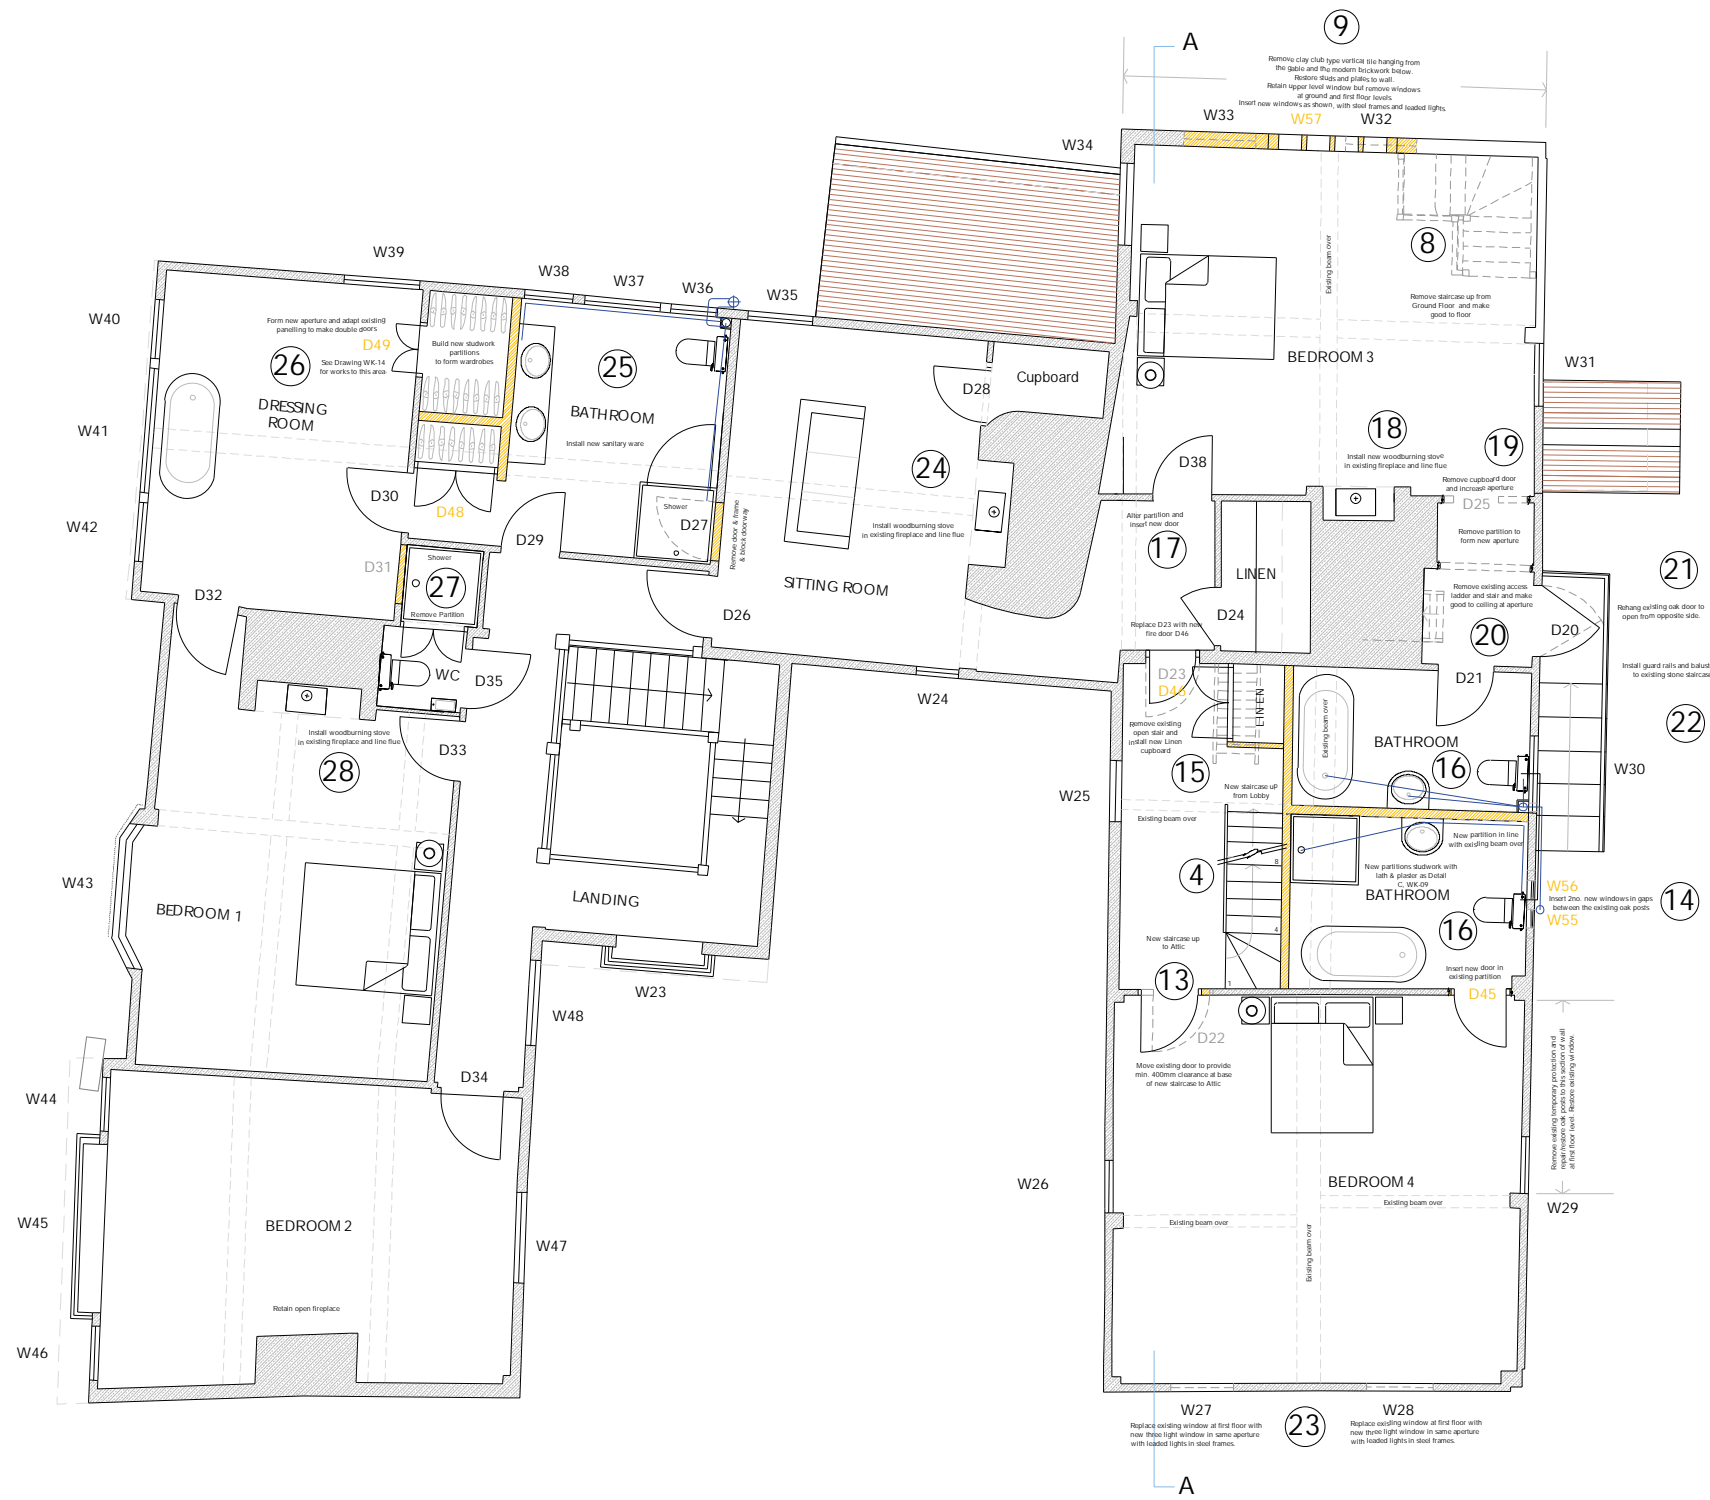 9
A
Remove clay club type vertical tile hanging from
the gable and the modern brickwork below.
Restore studs and plates to wall.
Retain upper level window but remove windows
at ground and first floor levels.
Insert new windows as shown, with steel frames and leaded lights.
W33
W57
W32
W34
8
Existing beam over
Remove staircase up from
Ground Floor and make
good to floor
BEDROOM 3
W31
W39
W38
W37
W36
W35
W40
Form new aperture and adapt existing
panelling to make double doors
D49
See Drawing WK-14
for works to this area
26
DRESSING
ROOM
Build new studwork
partitions
to form wardrobes
25
BATHROOM
Install new sanitary ware
D28
Cupboard
W41
W42
D30
D48
D29
Shower
D27
Remove door & frame
& block doorway
24
Install woodburning stove
in existing fireplace and line flue
SITTING ROOM
D38
18
Install new woodburning stove
in existing fireplace and line flue
19
Remove cupboard door
and increase aperture
D25
Alter partition and
insert new door
17
Remove partition to
form new aperture
LINEN
D24
Replace D23 with new
fire door D46
D23
D46
Remove existing access
ladder and stair and make
good to ceiling at aperture
20
D20
D21
21
Rehang existing oak door to
open from opposite side.
Install guard rails and balust
to existing stone staircase
22
D31
Shower
27
Remove Partition
D32
D26
WC
D35
W24
Install woodburning stove
in existing fireplace and line flue
28
D33
Remove existing
open stair and
install new Linen
cupboard
15
LINEN
Existing beam over
BATHROOM
16
W30
W25
New staircase up
from Lobby
Existing beam over
New partition in line
with existing beam over
4
8
4
1
New partitions studwork with
lath & plaster as Detail
C, WK-09
BATHROOM
16
W56
Insert 2no. new windows in gaps
between the existing oak posts
W55
14
W43
BEDROOM 1
LANDING
W23
W48
New staircase up
to Attic
13
Insert new door in
existing partition
D45
D22
Move existing door to provide
min. 400mm clearance at base
of new staircase to Attic
Remove existing temporary protection and
repair/restore oak posts to this section of wall
at first floor level. Restore existing window.
W44
D34
W26
BEDROOM 4
Existing beam over
Existing beam over
Existing beam over
W29
W45
BEDROOM 2
W47
Retain open fireplace
W46
W27
Replace existing window at first floor with
new three light window in same aperture
with leaded lights in steel frames.
23
W28
Replace existing window at first floor with
new three light window in same aperture
with leaded lights in steel frames.
A